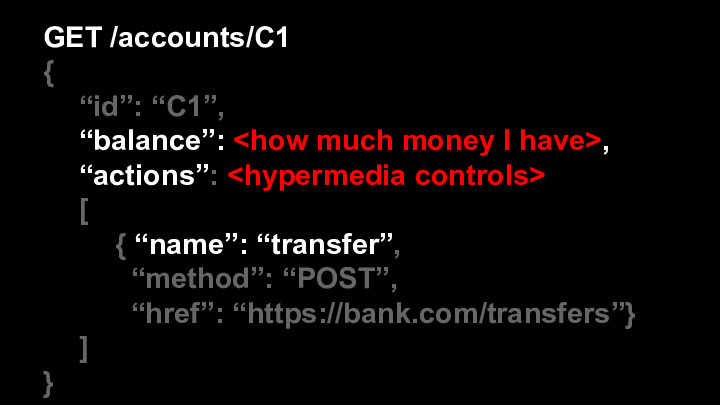 GET /accounts/C1
{
“id”: “C1”,
“balance”: <how much money I have>,
“actions”: <hypermedia controls>
[
{ “name”: “transfer”,
“method”: “POST”,
“href”: “https://bank.com/transfers”}
]
}